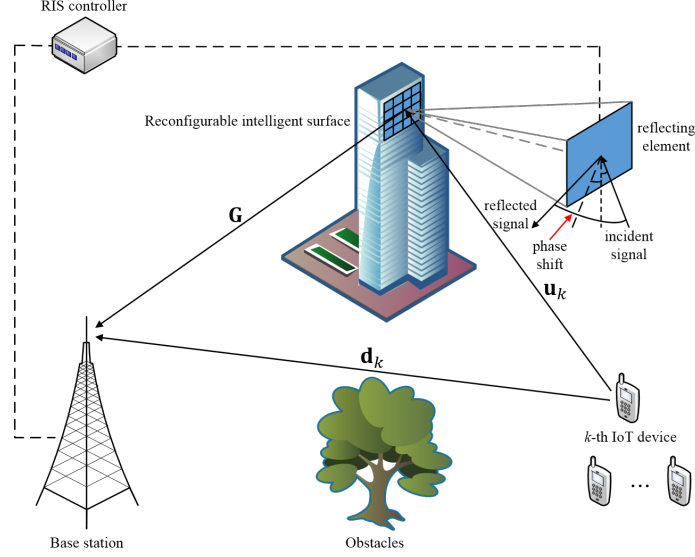 RIS controller
Reconfigurable intelligent surface
reflecting
element
reflected
signal
phase
shift
incident
signal
G
u_k
d_k
k-th IoT device
...
Base station
Obstacles